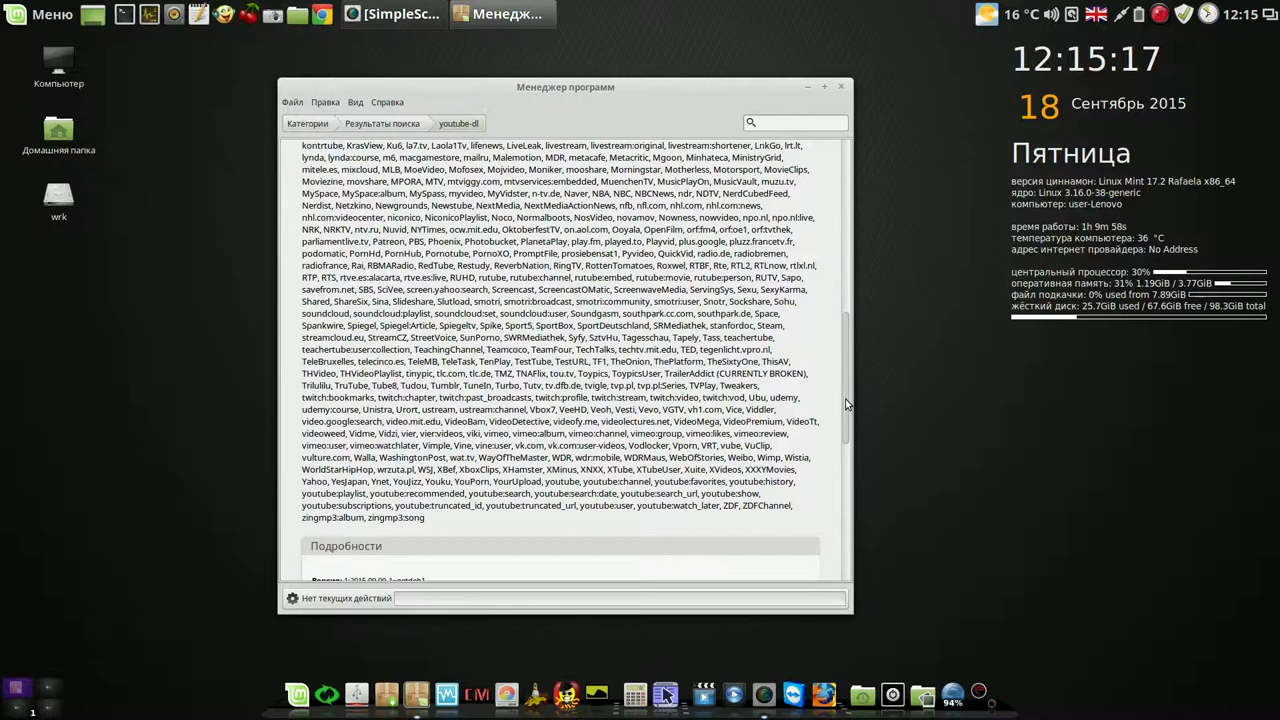 Меню
[SimpleSc...
Менедж...
16 °C
12:15
Компьютер
Домашняя папка
wrk
12:15:17
18 Сентябрь 2015
Пятница
версия циннамон: Linux Mint 17.2 Rafaela x86_64
ядро: Linux 3.16.0-38-generic
компьютер: user-Lenovo
время работы: 1h 9m 58s
температура компьютера: 36 °C
адрес интернет провайдера: No Address
центральный процессор: 30%
оперативная память: 31% 1.19GiB / 3.77GiB
файл подкачки: 0% used from 7.89GiB
жёсткий диск: 25.7GiB used / 67.6GiB free / 98.3GiB total
Менеджер программ
Файл Правка Вид Справка
Категории Результаты поиска youtube-dl
kontrtube, KrasView, Ku6, la7.tv, Laola1Tv, lifenews, LiveLeak, livestream, livestream:original, livestream:shortener, LnkGo, lrt.lt,
lynda, lynda:course, m6, macgamestore, mailru, Malemotion, MDR, metacafe, Metacritic, Mgoon, Minhateca, MinistryGrid,
mitele.es, mixcloud, MLB, MoeVideo, Mofosex, Mojvideo, Moniker, mooshare, Morningstar, Motherless, Motorsport, MovieClips,
Moviezine, movshare, MPORA, MTV, mtviggy.com, mtvservices:embedded, MuenchenTV, MusicPlayOn, MusicVault, muzu.tv,
MySpace, MySpace:album, MySpass, myvideo, MyVidster, n-tv.de, Naver, NBA, NBC, NBCNews, ndr, NDTV, NerdCubedFeed,
Nerdist, Netzkino, Newgrounds, Newstube, NextMedia, NextMediaActionNews, nfb, nfl.com, nhl.com, nhl.com:news,
nhl.com:videocenter, niconico, NiconicoPlaylist, Noco, Normalboots, NosVideo, novamov, Nowness, nowvideo, npo.nl, npo.nl:live,
NRK, NRKTV, ntv.ru, Nuvid, NYTimes, ocw.mit.edu, OktoberfestTV, on.aol.com, Ooyala, OpenFilm, orf:fm4, orf:oe1, orf:tvthek,
parliamentlive.tv, Patreon, PBS, Phoenix, Photobucket, PlanetaPlay, play.fm, played.to, Playvid, plus.google, pluzz.francetv.fr,
podomatic, PornHd, PornHub, Pornotube, PornoXO, PromptFile, prosiebensat1, Pyvideo, QuickVid, radio.de, radiobremen,
radiofrance, Rai, RBMARadio, RedTube, Restudy, ReverbNation, RingTV, RottenTomatoes, Roxwel, RTBF, Rte, RTL2, RTLnow, rtlxl.nl,
RTP, RTS, rtve.es:alacarta, rtve.es:live, RUHD, rutube, rutube:channel, rutube:embed, rutube:movie, rutube:person, RUTV, Sapo,
savefrom.net, SBS, SciVee, screen.yahoo:search, Screencast, ScreencastOMatic, ScreenwaveMedia, ServingSys, Sexu, SexyKarma,
Shared, ShareSix, Sina, Slideshare, Slutload, smotri, smotri:broadcast, smotri:community, smotri:user, Snotr, Sockshare, Sohu,
soundcloud, soundcloud:playlist, soundcloud:set, soundcloud:user, Soundgasm, southpark.cc.com, southpark.de, Space,
Spankwire, Spiegel, Spiegel:Article, Spiegeltv, Spike, Sport5, SportBox, SportDeutschland, SRMediathek, stanfordoc, Steam,
streamcloud.eu, StreamCZ, StreetVoice, SunPorno, SWRMediathek, Syfy, SztvHu, Tagesschau, Tapely, Tass, teachertube,
teachertube:user:collection, TeachingChannel, Teamcoco, TeamFour, TechTalks, techtv.mit.edu, TED, tegenlicht.vpro.nl,
TeleBruxelles, telecinco.es, TeleMB, TeleTask, TenPlay, TestTube, TestURL, TF1, TheOnion, ThePlatform, TheSixtyOne, ThisAV,
THVideo, THVideoPlaylist, tinypic, tlc.com, tlc.de, TMZ, TNAFlix, tou.tv, Toypics, ToypicsUser, TrailerAddict (CURRENTLY BROKEN),
Trilulilu, TruTube, Tube8, Tudou, Tumblr, TuneIn, Turbo, Tutv, tv.dfb.de, tvigle, tvp.pl, tvp.pl:Series, TVPlay, Tweakers,
twitch:bookmarks, twitch:chapter, twitch:past_broadcasts, twitch:profile, twitch:stream, twitch:video, twitch:vod, Ubu, udemy,
udemy:course, Unistra, Urort, ustream, ustream:channel, Vbox7, VeeHD, Veoh, Vesti, Vevo, VGTV, vh1.com, Vice, Viddler,
video.google:search, video.mit.edu, VideoBam, VideoDetective, videofy.me, videolectures.net, VideoMega, VideoPremium, VideoTt,
videoweed, Vidme, Vidzi, vier, vier:videos, viki, vimeo, vimeo:album, vimeo:channel, vimeo:group, vimeo:likes, vimeo:review,
vimeo:user, vimeo:watchlater, Vimple, Vine, vine:user, vk.com, vk.com:user-videos, Vodlocker, Vporn, VRT, vube, VuClip,
vulture.com, Walla, WashingtonPost, wat.tv, WayOfTheMaster, WDR, wdr:mobile, WDRMaus, WebOfStories, Weibo, Wimp, Wistia,
WorldStarHipHop, wrzuta.pl, WSJ, XBef, XboxClips, XHamster, XMinus, XNXX, XTube, XTubeUser, Xuite, XVideos, XXXYMovies,
Yahoo, YesJapan, Ynet, YouJizz, Youku, YouPorn, YourUpload, youtube, youtube:channel, youtube:favorites, youtube:history,
youtube:playlist, youtube:recommended, youtube:search, youtube:search:date, youtube:search_url, youtube:show,
youtube:subscriptions, youtube:truncated_id, youtube:truncated_url, youtube:user, youtube:watch_later, ZDF, ZDFChannel,
zingmp3:album, zingmp3:song
Подробности
Версия: 1:2015.09.09-1~getdeb1
Нет текущих действий
94%
1